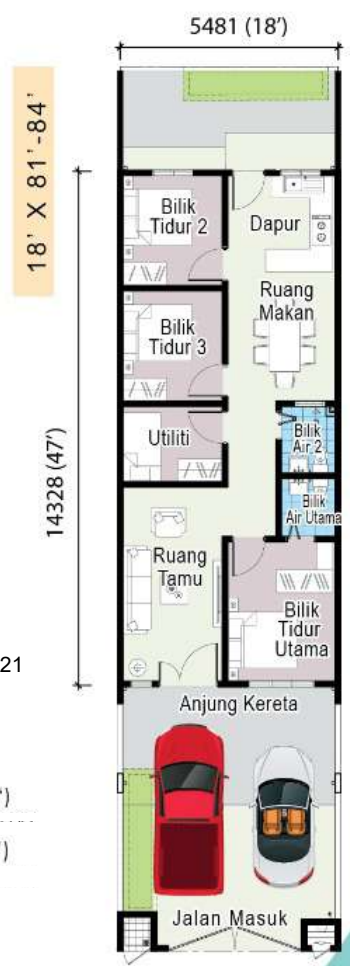 5481 (18')
18' X 81'-84'
14328 (47')
Bilik
Tidur 2
Dapur
Ruang
Makan
Bilik
Tidur 3
Utiliti
Bilik
Air 2
Bilik
Air Utama
Ruang
Tamu
Bilik
Tidur
Utama
21
Anjung Kereta
')
')
Jalan Masuk